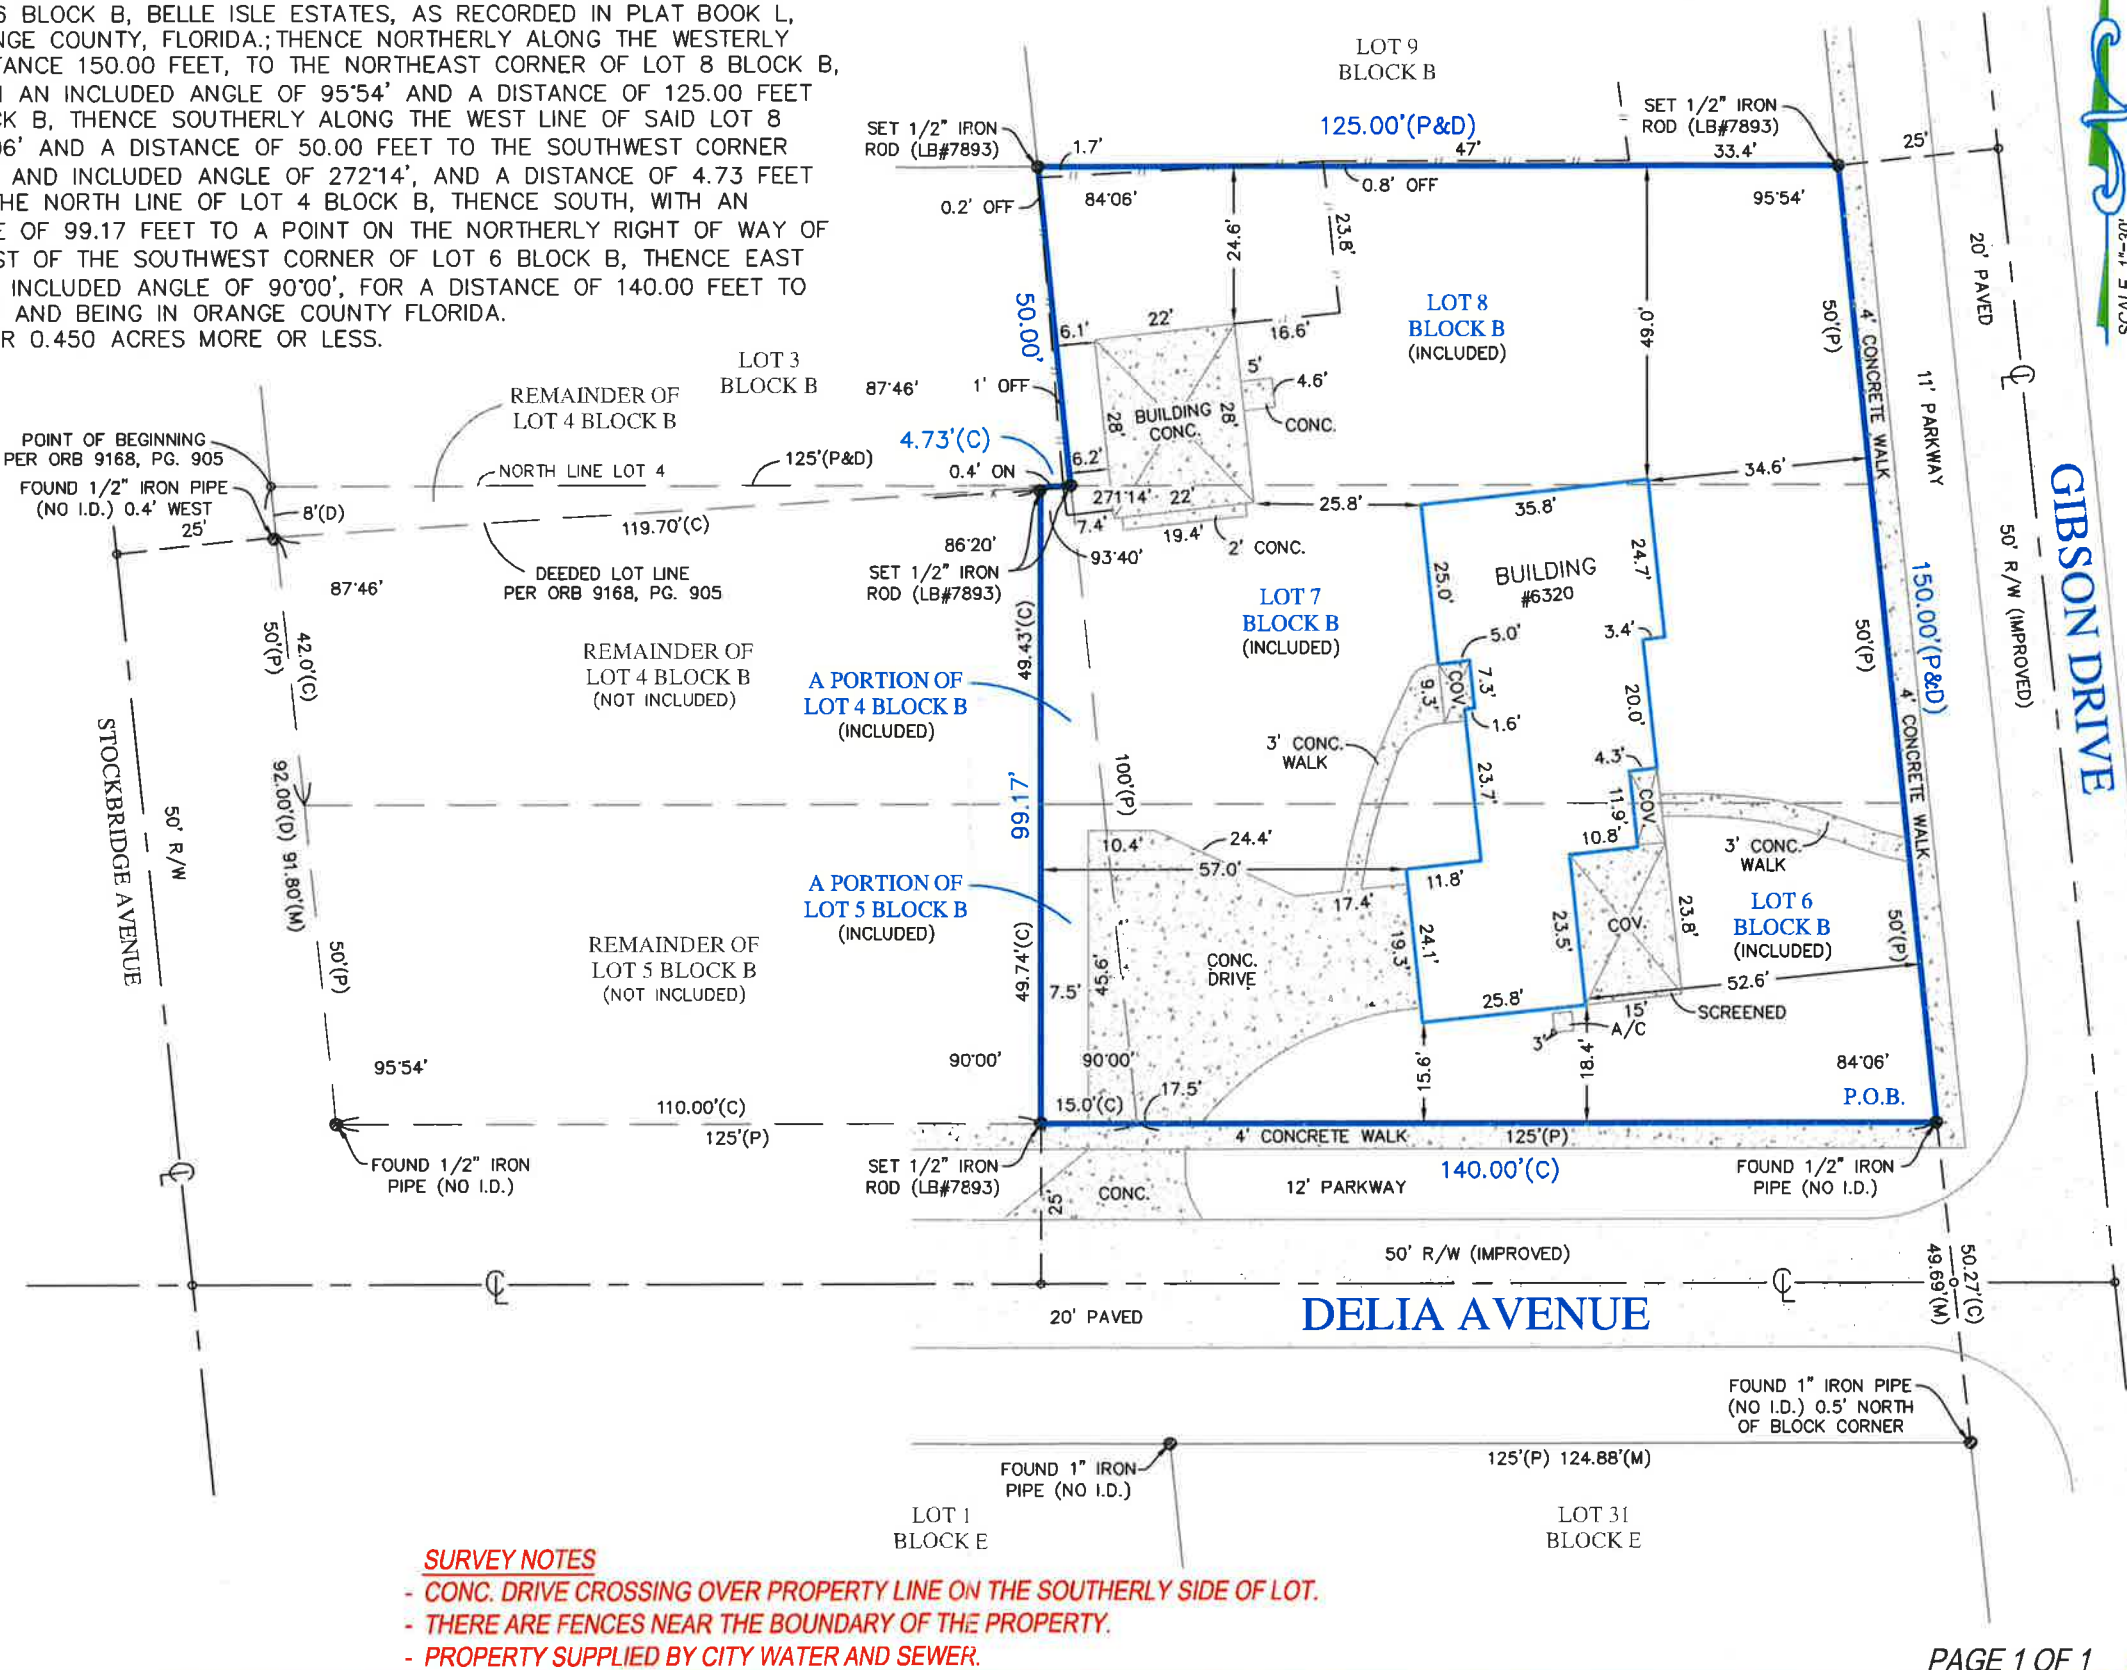 6 BLOCK B, BELLE ISLE ESTATES, AS RECORDED IN PLAT BOOK L,
NGE COUNTY, FLORIDA.; THENCE NORTHERLY ALONG THE WESTERLY
TANCE 150.00 FEET, TO THE NORTHEAST CORNER OF LOT 8 BLOCK B,
AN INCLUDED ANGLE OF 95°54' AND A DISTANCE OF 125.00 FEET
CK B, THENCE SOUTHERLY ALONG THE WEST LINE OF SAID LOT 8
06' AND A DISTANCE OF 50.00 FEET TO THE SOUTHWEST CORNER
AND INCLUDED ANGLE OF 272°14', AND A DISTANCE OF 4.73 FEET
THE NORTH LINE OF LOT 4 BLOCK B, THENCE SOUTH, WITH AN
E OF 99.17 FEET TO A POINT ON THE NORTHERLY RIGHT OF WAY OF
ST OF THE SOUTHWEST CORNER OF LOT 6 BLOCK B, THENCE EAST
INCLUDED ANGLE OF 90°00', FOR A DISTANCE OF 140.00 FEET TO
AND BEING IN ORANGE COUNTY FLORIDA.
R 0.450 ACRES MORE OR LESS.
LOT 9
BLOCK B
SET 1/2" IRON
ROD (LB#7893)
125.00'(P&D)
SET 1/2" IRON
ROD (LB#7893)
1.7'
47'
33.4'
25'
0.8' OFF
0.2' OFF
84°06'
95°54'
24.6'
23.8'
49.0'
20' PAVED
50.00'
6.1'
22'
16.6'
LOT 8
BLOCK B
(INCLUDED)
50'(P)
4' CONCRETE WALK
11' PARKWAY
5'
4.6'
CONC.
BUILDING
CONC.
28'
28'
LOT 3
BLOCK B
87°46'
1' OFF
REMAINDER OF
LOT 4 BLOCK B
4.73'(C)
POINT OF BEGINNING
PER ORB 9168, PG. 905
NORTH LINE LOT 4
125'(P&D)
0.4' ON
6.2'
34.6'
FOUND 1/2" IRON PIPE
(NO I.D.) 0.4' WEST
25'
8'(D)
119.70'(C)
271°14'
22'
25.8'
35.8'
7.4'
19.4'
2' CONC.
86°20'
93°40'
87°46'
DEEDED LOT LINE
PER ORB 9168, PG. 905
SET 1/2" IRON
ROD (LB#7893)
25.0'
BUILDING
#6320
24.7'
GIBSON DRIVE
50' R/W (IMPROVED)
150.00'(P&D)
LOT 7
BLOCK B
(INCLUDED)
49.43'(C)
50'(P)
42.0'(C)
REMAINDER OF
LOT 4 BLOCK B
(NOT INCLUDED)
A PORTION OF
LOT 4 BLOCK B
(INCLUDED)
5.0'
3.4'
COV.
7.3'
9.3'
1.6'
20.0'
50'(P)
4' CONCRETE WALK
STOCKBRIDGE AVENUE
50' R/W
3' CONC.
WALK
23.7'
4.3'
COV.
11.9'
10.8'
3' CONC.
WALK
92.00'(D) 91.80'(M)
99.17'
100'(P)
10.4'
24.4'
57.0'
11.8'
17.4'
A PORTION OF
LOT 5 BLOCK B
(INCLUDED)
REMAINDER OF
LOT 5 BLOCK B
(NOT INCLUDED)
50'(P)
49.74'(C)
7.5'
45.6'
CONC.
DRIVE
19.3'
24.1'
23.5'
COV.
23.8'
LOT 6
BLOCK B
(INCLUDED)
50'(P)
52.6'
25.8'
15'
SCREENED
A/C
3'
15.6'
18.4'
95°54'
90°00'
90°00'
84°06'
P.O.B.
17.5'
15.0'(C)
110.00'(C)
125'(P)
4' CONCRETE WALK
125'(P)
140.00'(C)
FOUND 1/2" IRON
PIPE (NO I.D.)
SET 1/2" IRON
ROD (LB#7893)
25'
CONC.
12' PARKWAY
FOUND 1/2" IRON
PIPE (NO I.D.)
50' R/W (IMPROVED)
49.69'(M)
50.27'(C)
20' PAVED
DELIA AVENUE
FOUND 1" IRON PIPE
(NO I.D.) 0.5' NORTH
OF BLOCK CORNER
FOUND 1" IRON
PIPE (NO I.D.)
125'(P) 124.88'(M)
LOT 1
BLOCK E
LOT 31
BLOCK E
SURVEY NOTES
- CONC. DRIVE CROSSING OVER PROPERTY LINE ON THE SOUTHERLY SIDE OF LOT.
- THERE ARE FENCES NEAR THE BOUNDARY OF THE PROPERTY.
- PROPERTY SUPPLIED BY CITY WATER AND SEWER.
PAGE 1 OF 1